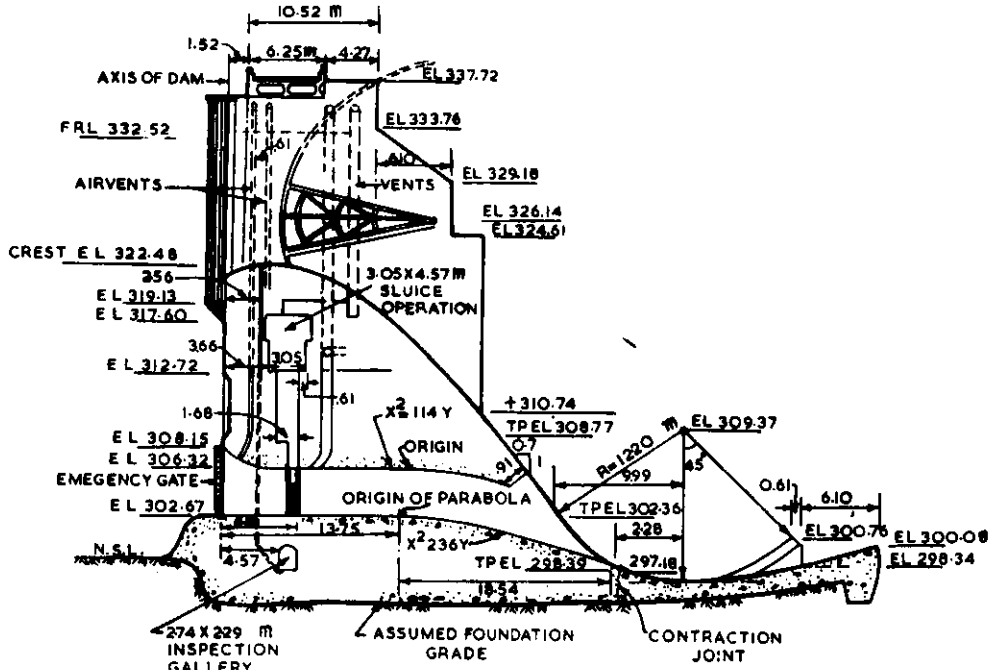 10.52 m
1.52
6.25m
4.27
AXIS OF DAM
EL 337.72
FRL 332.52
.61
EL 333.76
6.10
EL 329.18
AIRVENTS
VENTS
EL 326.14
EL 324.61
CREST EL 322.48
3.05X4.57 m
SLUICE
OPERATION
2.56
EL 319.13
EL 317.60
3.66
3.05
EL 312.72
.61
1.68
X²=114Y
+310.74
TP EL 308.77
EL 309.37
EL 308.15
ORIGIN
0.7
1
.91
R=12.20 m
45
EL 306.32
EMEGENCY GATE
9.99
0.61
6.10
ORIGIN OF PARABOLA
EL 302.67
TP EL 302.36
2.28
EL 300.76
EL 300.08
13.75
X² 236Y
N.S.L.
4.57
TP EL 298.39
297.18
EL 298.34
18.54
2.74 X 2.29 m
INSPECTION
GALLERY
ASSUMED FOUNDATION
GRADE
CONTRACTION
JOINT